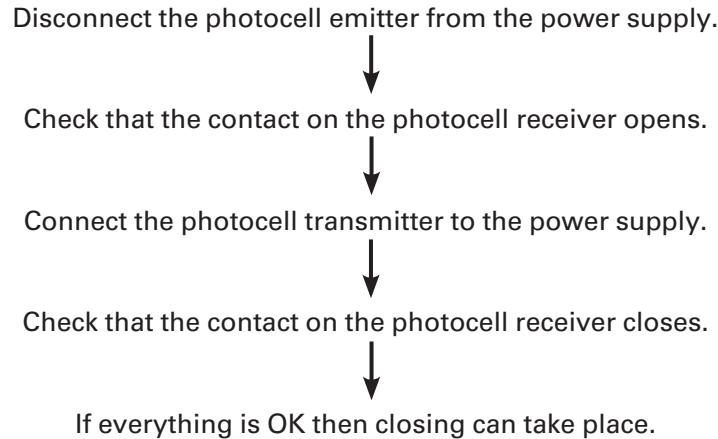 Disconnect the photocell emitter from the power supply.
Check that the contact on the photocell receiver opens.
Connect the photocell transmitter to the power supply.
Check that the contact on the photocell receiver closes.
If everything is OK then closing can take place.